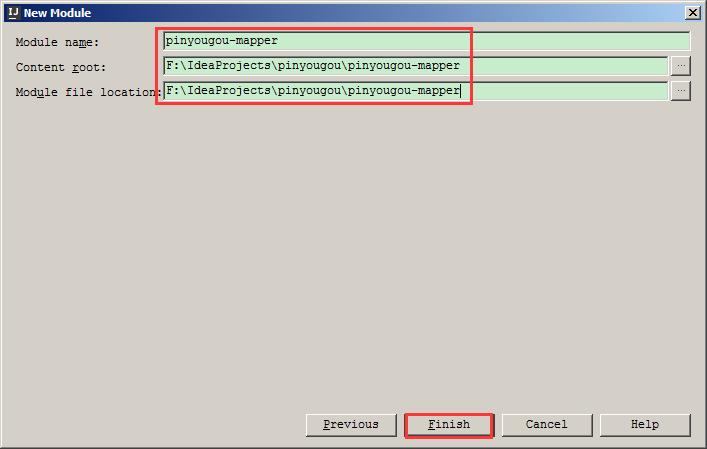 IJ New Module
Module name: pinyougou-mapper
Content root: F:\IdeaProjects\pinyougou\pinyougou-mapper ...
Module file location: F:\IdeaProjects\pinyougou\pinyougou-mapper ...
Previous Finish Cancel Help